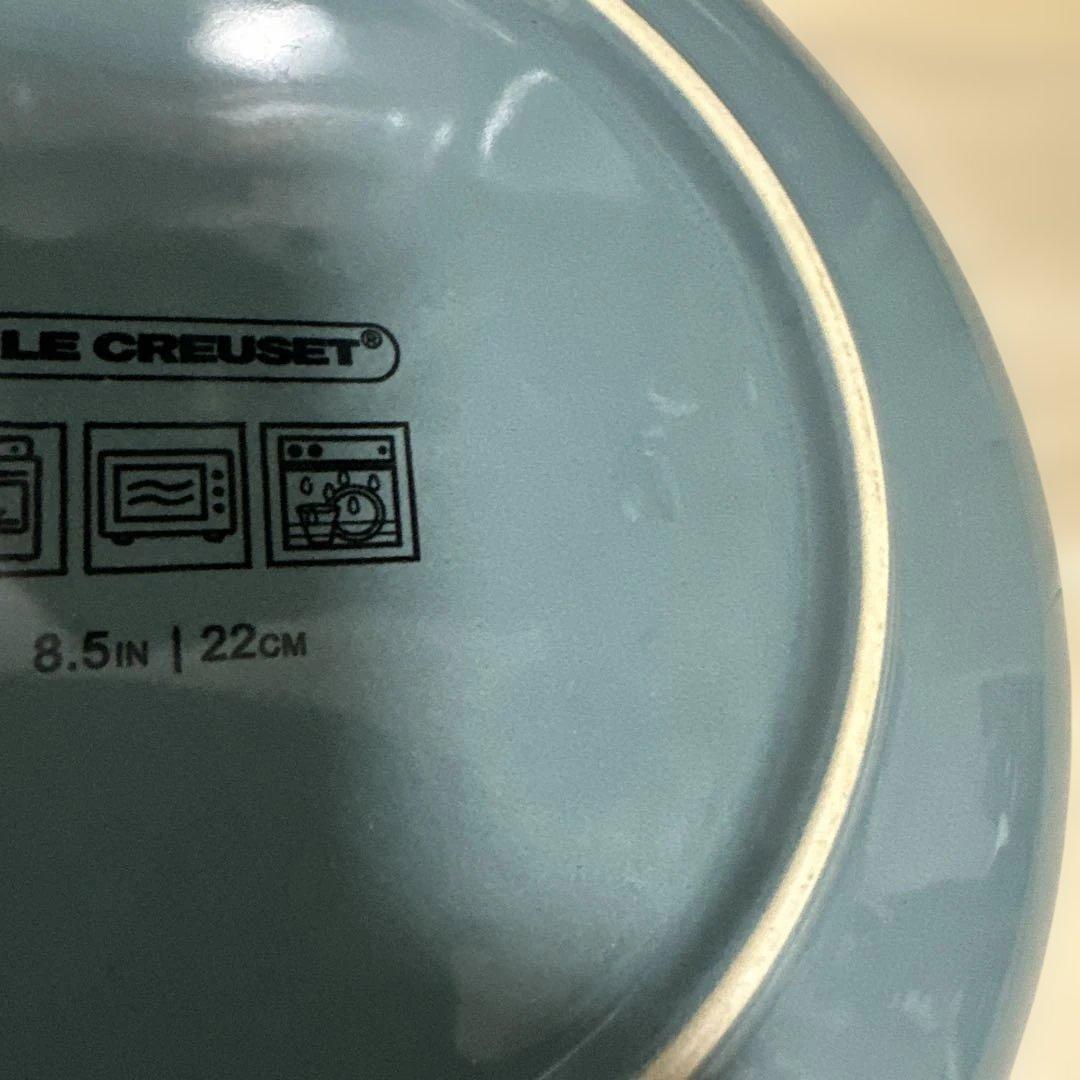 LE CREUSET®
8.5IN | 22CM